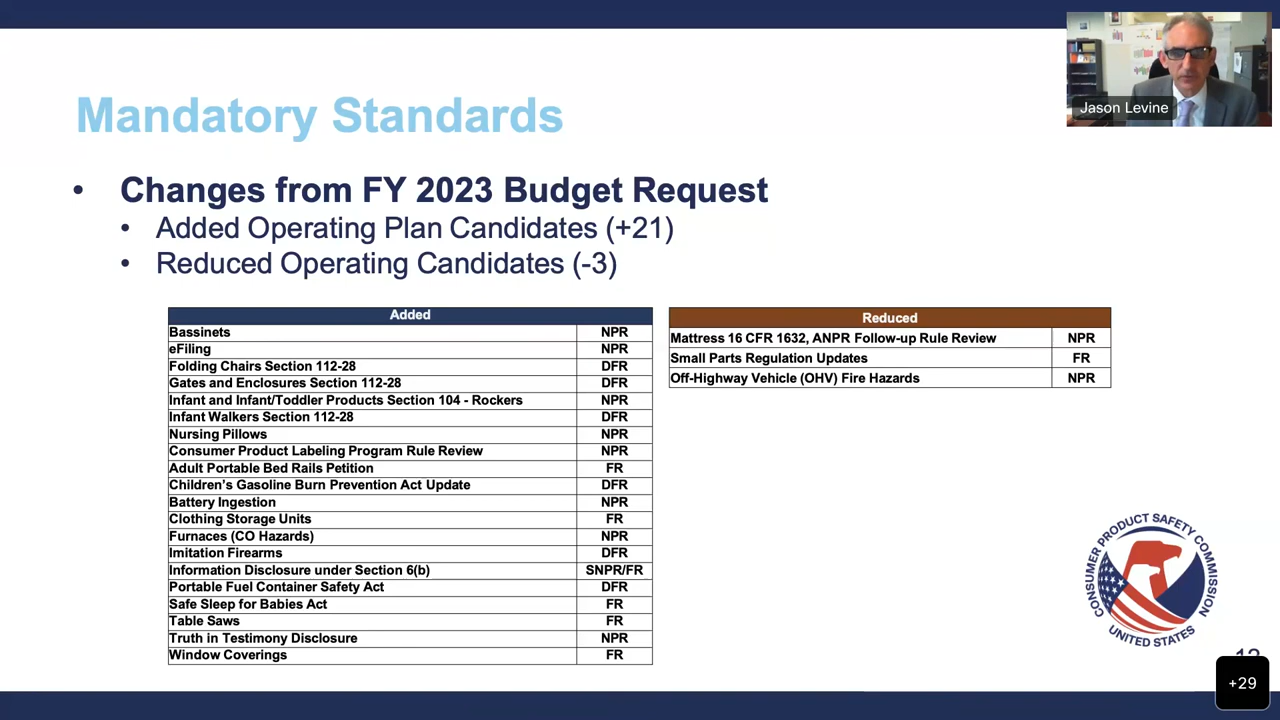 Jason Levine
Mandatory Standards
• Changes from FY 2023 Budget Request
• Added Operating Plan Candidates (+21)
• Reduced Operating Candidates (-3)
Added
Bassinets NPR
eFiling NPR
Folding Chairs Section 112-28 DFR
Gates and Enclosures Section 112-28 DFR
Infant and Infant/Toddler Products Section 104 - Rockers NPR
Infant Walkers Section 112-28 DFR
Nursing Pillows NPR
Consumer Product Labeling Program Rule Review NPR
Adult Portable Bed Rails Petition FR
Children's Gasoline Burn Prevention Act Update DFR
Battery Ingestion NPR
Clothing Storage Units FR
Furnaces (CO Hazards) NPR
Imitation Firearms DFR
Information Disclosure under Section 6(b) SNPR/FR
Portable Fuel Container Safety Act DFR
Safe Sleep for Babies Act FR
Table Saws FR
Truth in Testimony Disclosure NPR
Window Coverings FR
Reduced
Mattress 16 CFR 1632, ANPR Follow-up Rule Review NPR
Small Parts Regulation Updates FR
Off-Highway Vehicle (OHV) Fire Hazards NPR
CONSUMER PRODUCT SAFETY COMMISSION
UNITED STATES
+29